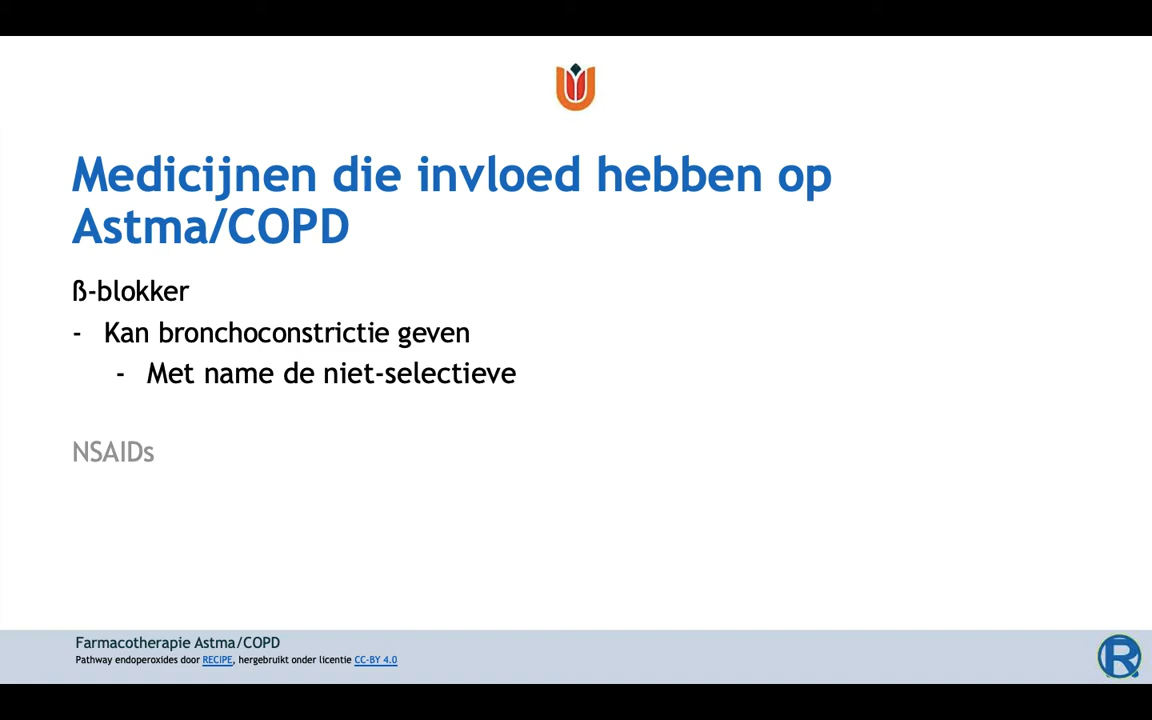 Medicijnen die invloed hebben op
Astma/COPD
ß-blokker
- Kan bronchoconstrictie geven
- Met name de niet-selectieve
NSAIDs
Farmacotherapie Astma/COPD
Pathway endoperoxides door RECIPE, hergebruikt onder licentie CC-BY 4.0
R